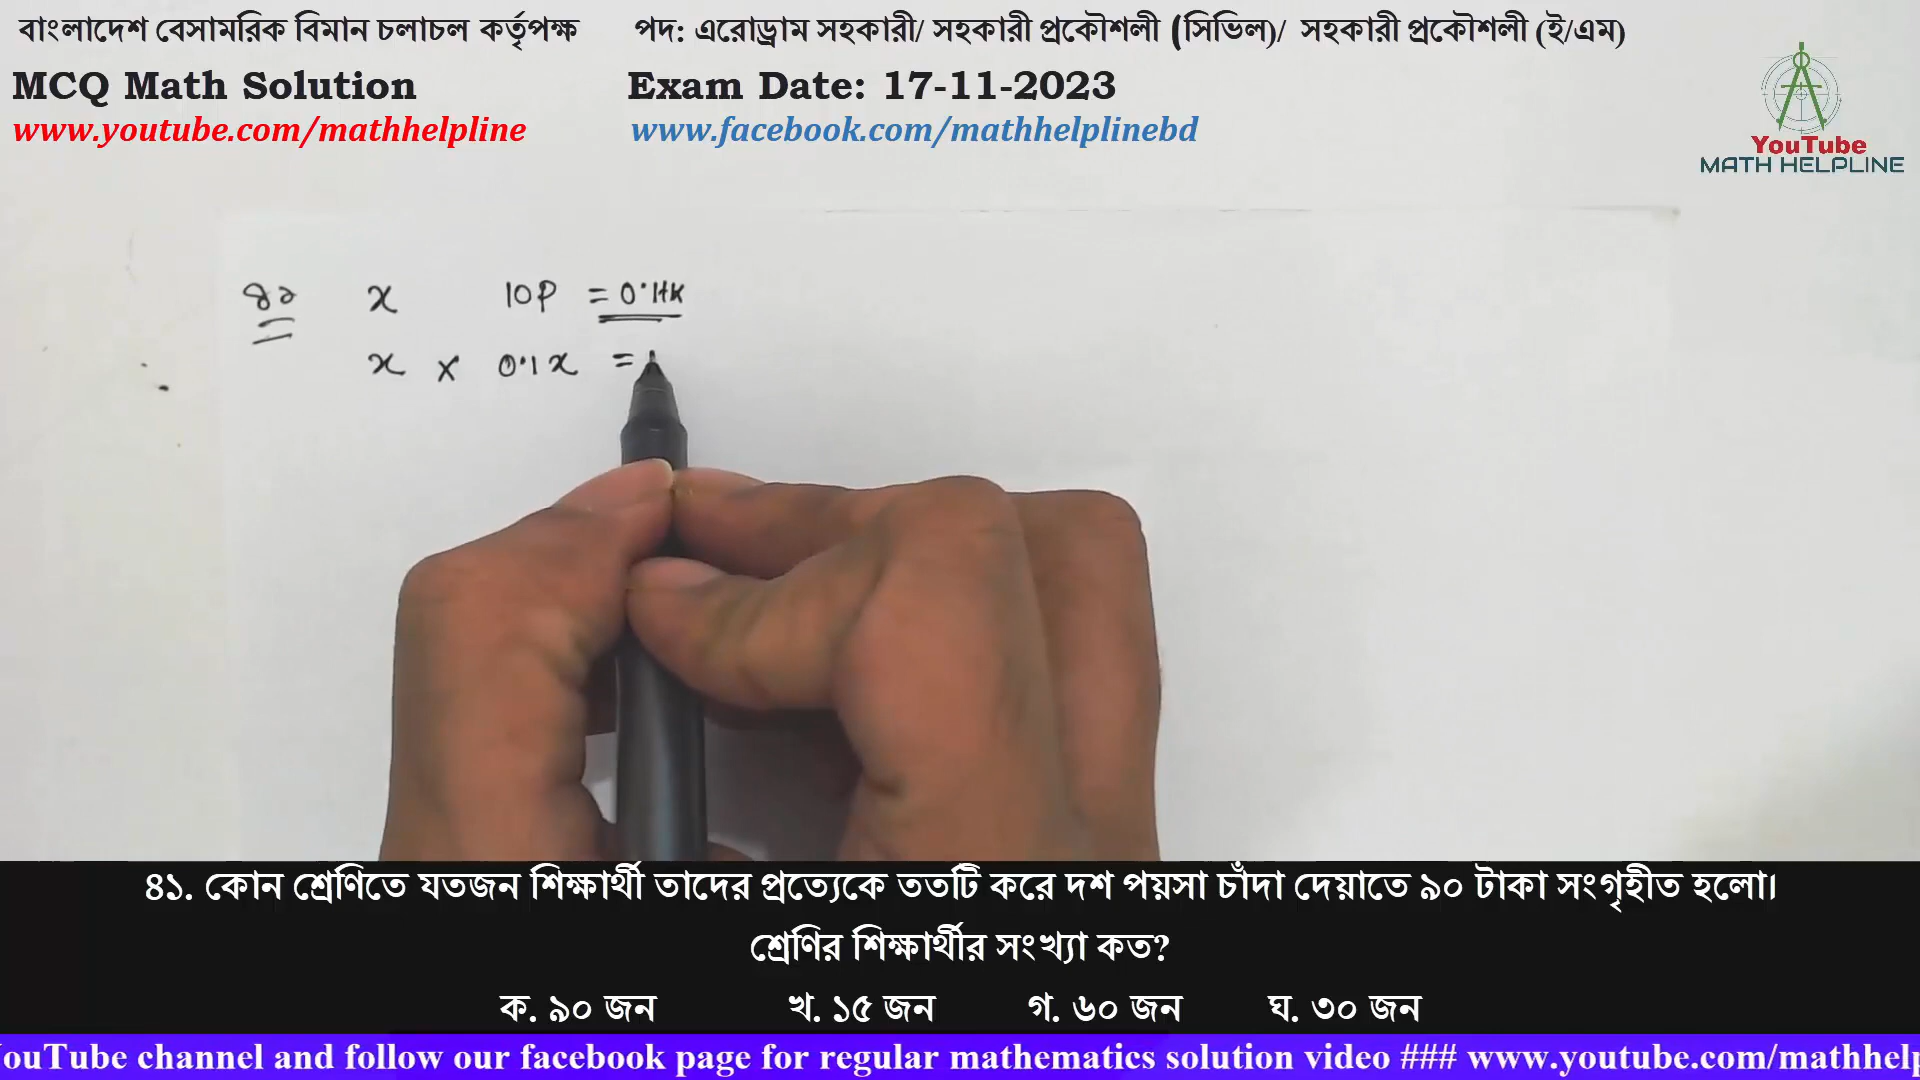 বাংলাদেশ বেসামরিক বিমান চলাচল কর্তৃপক্ষ
পদ: এরোড্রাম সহকারী/ সহকারী প্রকৌশলী (সিভিল)/ সহকারী প্রকৌশলী (ই/এম)
MCQ Math Solution
Exam Date: 17-11-2023
www.youtube.com/mathhelpline
www.facebook.com/mathhelplinebd
YouTube
MATH HELPLINE
x 10P = 0.1tk
x × 0.1x =
৪১. কোন শ্রেণিতে যতজন শিক্ষার্থী তাদের প্রত্যেকে ততটি করে দশ পয়সা চাঁদা দেয়াতে ৯০ টাকা সংগৃহীত হলো।
শ্রেণির শিক্ষার্থীর সংখ্যা কত?
ক. ৯০ জন খ. ১৫ জন গ. ৬০ জন ঘ. ৩০ জন
YouTube channel and follow our facebook page for regular mathematics solution video ### www.youtube.com/mathhelp